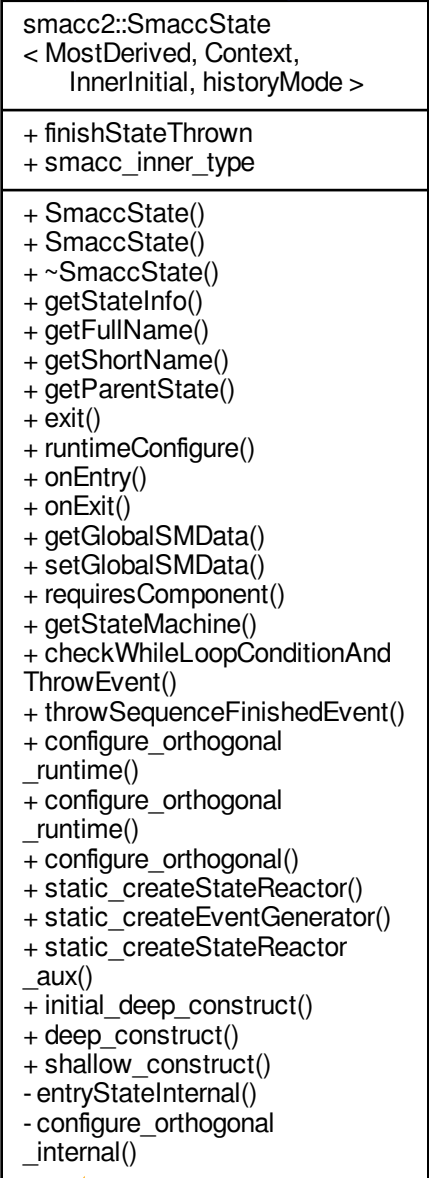 smacc2::SmaccState
< MostDerived, Context,
InnerInitial, historyMode >
+ finishStateThrown
+ smacc_inner_type
+ SmaccState()
+ SmaccState()
+ ~SmaccState()
+ getStateInfo()
+ getFullName()
+ getShortName()
+ getParentState()
+ exit()
+ runtimeConfigure()
+ onEntry()
+ onExit()
+ getGlobalSMData()
+ setGlobalSMData()
+ requiresComponent()
+ getStateMachine()
+ checkWhileLoopConditionAnd
ThrowEvent()
+ throwSequenceFinishedEvent()
+ configure_orthogonal
_runtime()
+ configure_orthogonal
_runtime()
+ configure_orthogonal()
+ static_createStateReactor()
+ static_createEventGenerator()
+ static_createStateReactor
_aux()
+ initial_deep_construct()
+ deep_construct()
+ shallow_construct()
- entryStateInternal()
- configure_orthogonal
_internal()